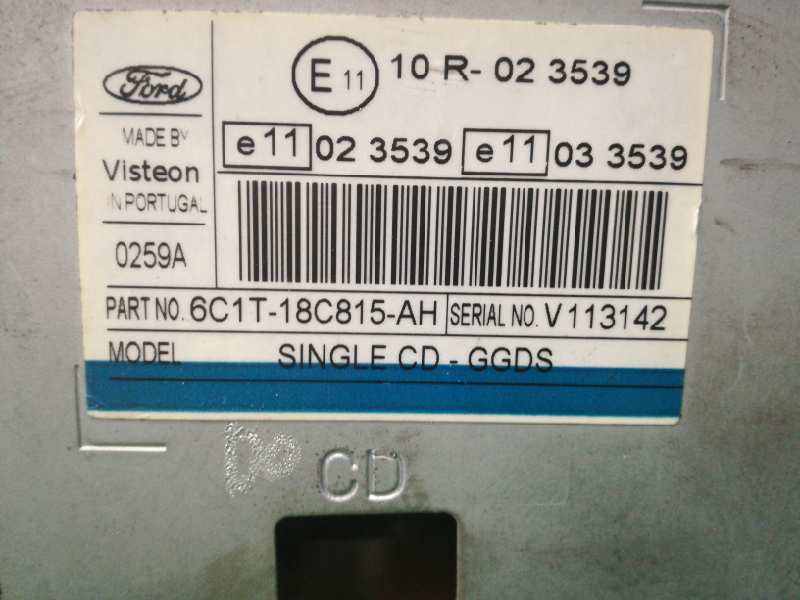 Ford
E 11 10 R- 02 3539
MADE BY
Visteon
IN PORTUGAL
e 11 02 3539 e 11 03 3539
0259A
PART NO. 6C1T-18C815-AH SERIAL NO. V113142
MODEL SINGLE CD - GGDS
CD